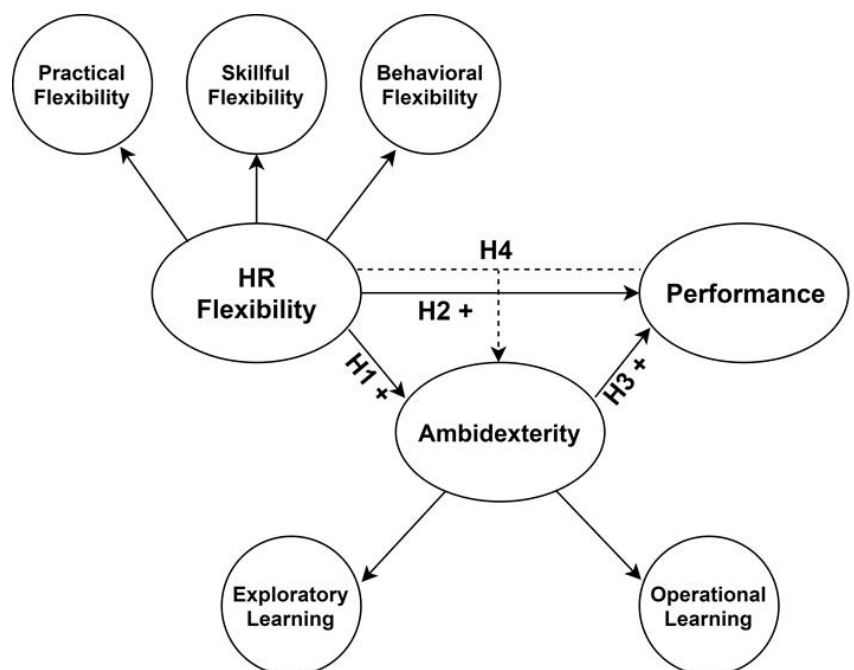 Practical
Flexibility
Skillful
Flexibility
Behavioral
Flexibility
HR
Flexibility
H4
H2 +
Performance
H1 +
H3 +
Ambidexterity
Exploratory
Learning
Operational
Learning